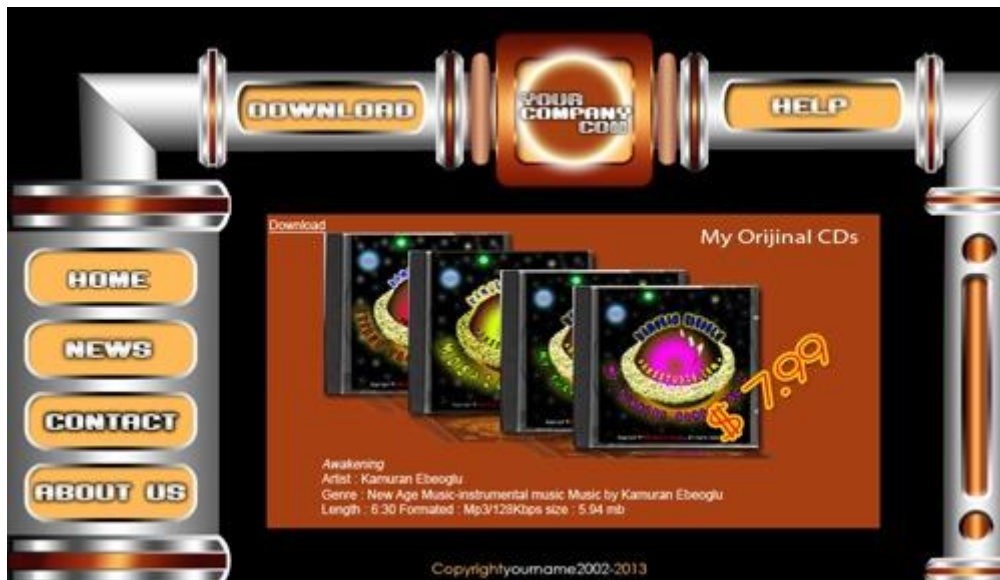 DOWNLOAD
YOUR
COMPANY
COM
HELP
Download
My Orijinal CDs
HOME
NEWS
CONTACT
ABOUT US
$ 7.99
Awakening
Artist : Kamuran Ebeoglu
Genre : New Age Music-instrumental music Music by Kamuran Ebeoglu
Length : 6:30 Formated : Mp3/128Kbps size : 5.94 mb
Copyrightyourname2002-2013